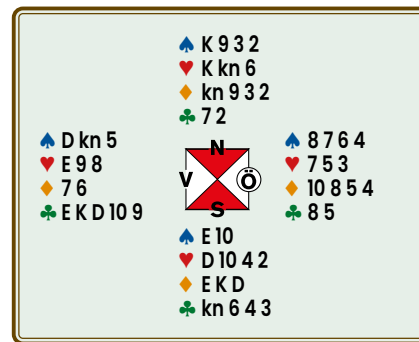 ♠ K 9 3 2
♥ K kn 6
♦ kn 9 3 2
♣ 7 2
♠ D kn 5
♥ E 9 8
♦ 7 6
♣ E K D 10 9
N
V Ö
S
♠ 8 7 6 4
♥ 7 5 3
♦ 10 8 5 4
♣ 8 5
♠ E 10
♥ D 10 4 2
♦ E K D
♣ kn 6 4 3